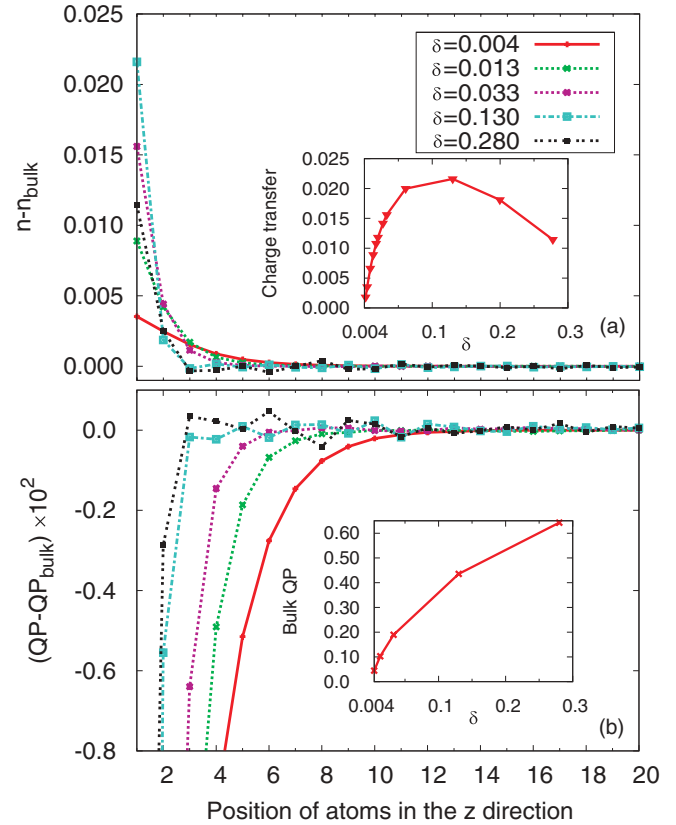 δ=0.004
δ=0.013
δ=0.033
δ=0.130
δ=0.280
n-n_bulk
0.025
0.020
0.015
0.010
0.005
0.000
Charge transfer
0.025
0.020
0.015
0.010
0.005
0.000
0.004 0.1 0.2 0.3
δ
(a)
(QP-QP_bulk) ×10^2
0.0
-0.2
-0.4
-0.6
-0.8
Bulk QP
0.60
0.50
0.40
0.30
0.20
0.10
0.0
0.004 0.1 0.2 0.3
δ
(b)
2 4 6 8 10 12 14 16 18 20
Position of atoms in the z direction